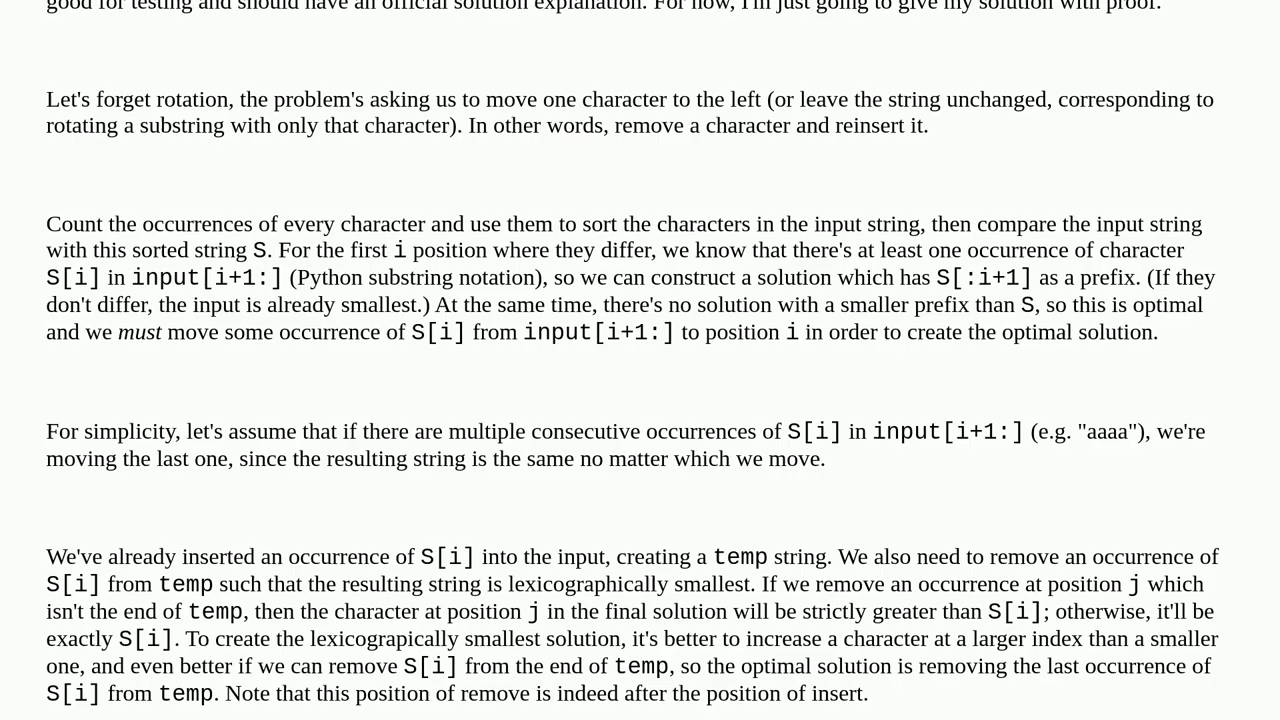 good for testing and should have an official solution explanation. For now, I'm just going to give my solution with proof.
Let's forget rotation, the problem's asking us to move one character to the left (or leave the string unchanged, corresponding to
rotating a substring with only that character). In other words, remove a character and reinsert it.
Count the occurrences of every character and use them to sort the characters in the input string, then compare the input string
with this sorted string S. For the first i position where they differ, we know that there's at least one occurrence of character
S[i] in input[i+1:] (Python substring notation), so we can construct a solution which has S[:i+1] as a prefix. (If they
don't differ, the input is already smallest.) At the same time, there's no solution with a smaller prefix than S, so this is optimal
and we must move some occurrence of S[i] from input[i+1:] to position i in order to create the optimal solution.
For simplicity, let's assume that if there are multiple consecutive occurrences of S[i] in input[i+1:] (e.g. "aaaa"), we're
moving the last one, since the resulting string is the same no matter which we move.
We've already inserted an occurrence of S[i] into the input, creating a temp string. We also need to remove an occurrence of
S[i] from temp such that the resulting string is lexicographically smallest. If we remove an occurrence at position j which
isn't the end of temp, then the character at position j in the final solution will be strictly greater than S[i]; otherwise, it'll be
exactly S[i]. To create the lexicograpically smallest solution, it's better to increase a character at a larger index than a smaller
one, and even better if we can remove S[i] from the end of temp, so the optimal solution is removing the last occurrence of
S[i] from temp. Note that this position of remove is indeed after the position of insert.